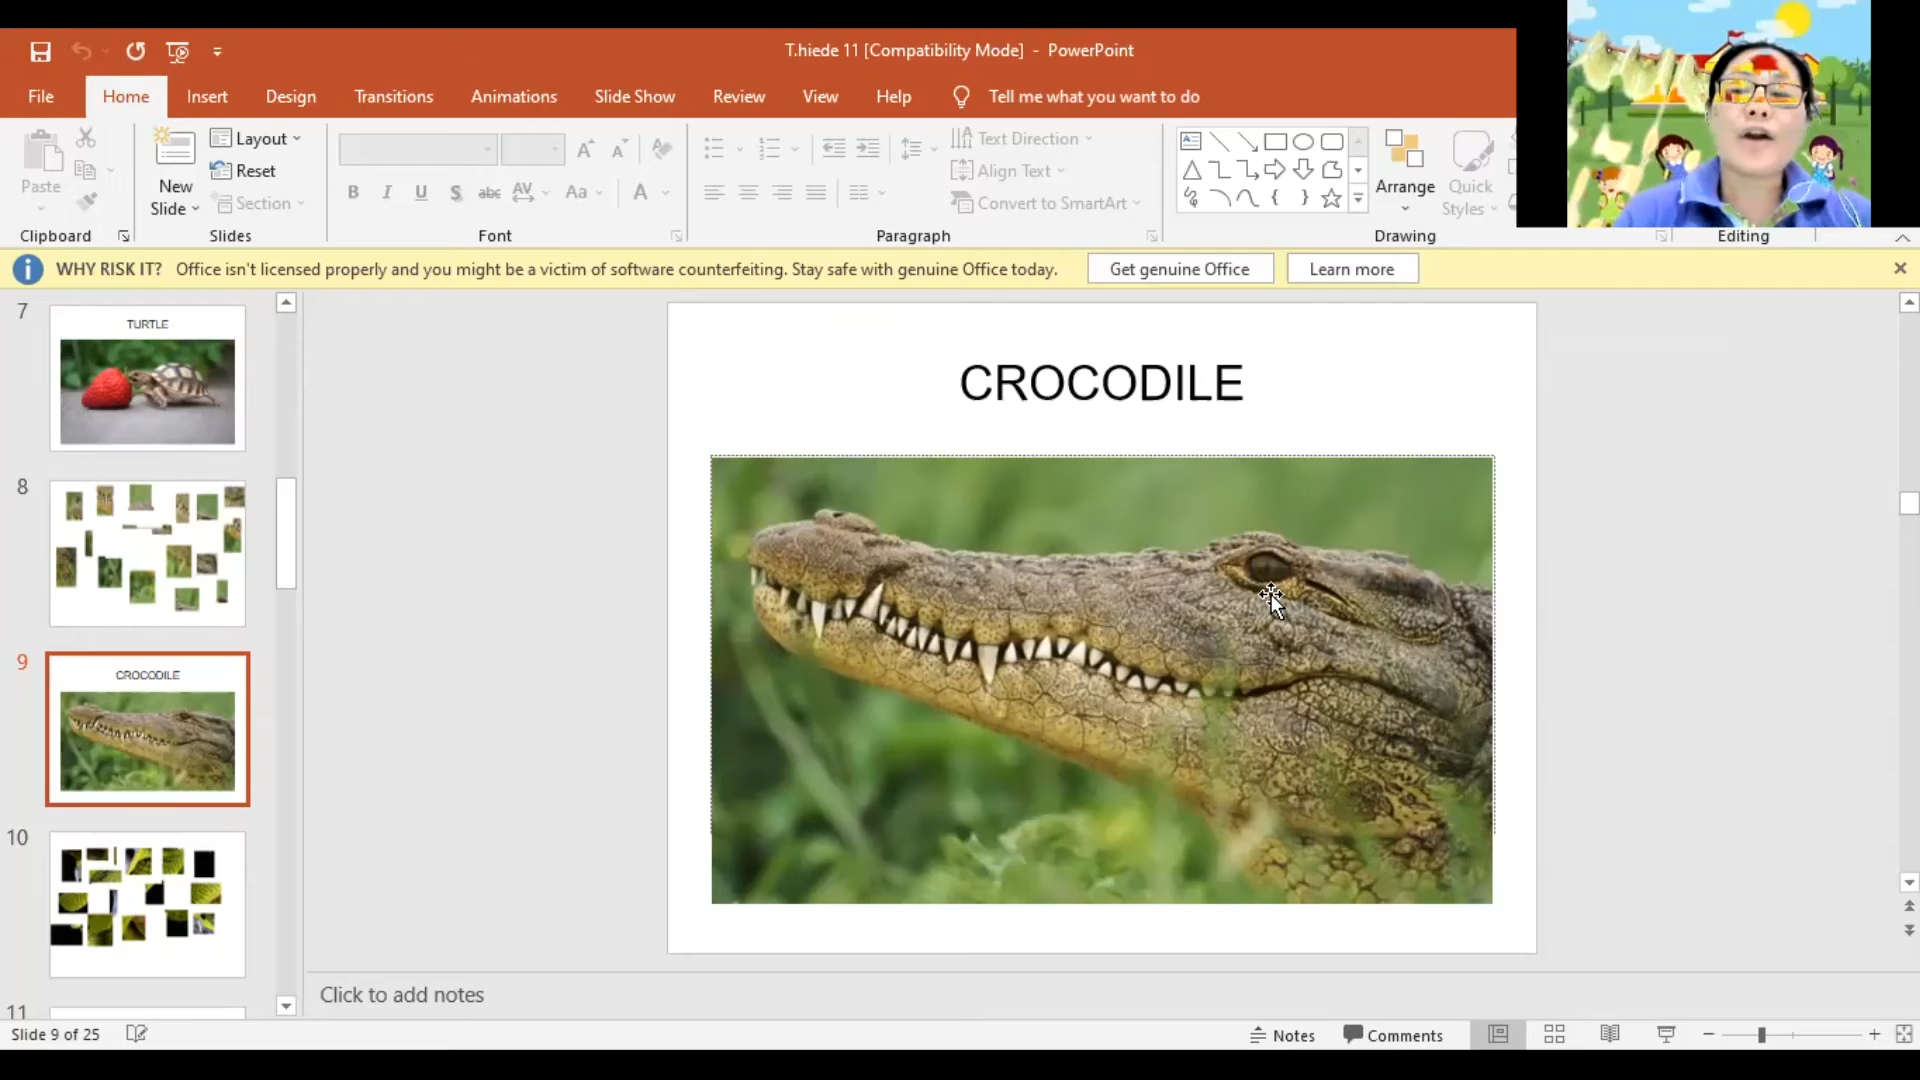 T.hiede 11 [Compatibility Mode] - PowerPoint
File Home Insert Design Transitions Animations Slide Show Review View Help Tell me what you want to do
Paste
New Slide
Layout
Reset
Section
B I U S abc AV Aa A
Text Direction
Align Text
Convert to SmartArt
Arrange
Quick Styles
Clipboard Slides Font Paragraph Drawing Editing
WHY RISK IT? Office isn't licensed properly and you might be a victim of software counterfeiting. Stay safe with genuine Office today. Get genuine Office Learn more
7
TURTLE
8
9
CROCODILE
10
11
CROCODILE
Click to add notes
Slide 9 of 25 Notes Comments